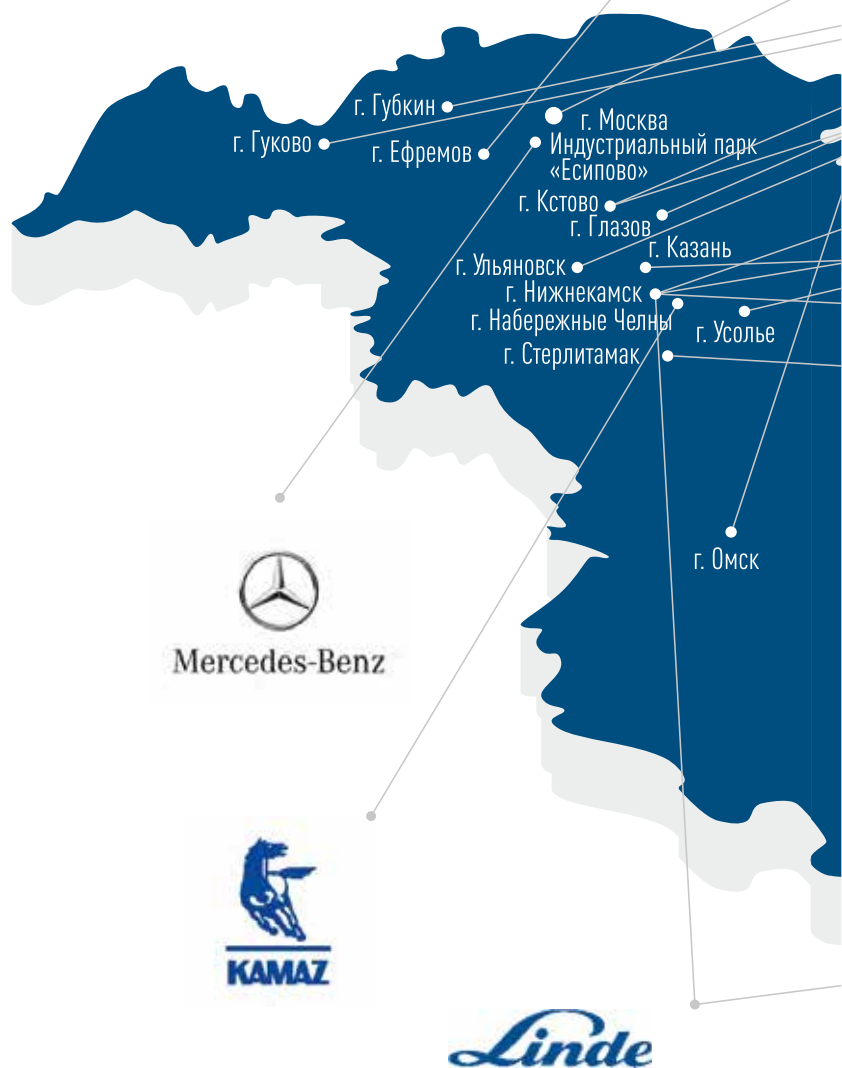 г. Губкин
г. Москва
г. Гуково
Индустриальный парк
«Есипово»
г. Ефремов
г. Кстово
г. Глазов
г. Казань
г. Ульяновск
г. Нижнекамск
г. Набережные Челны
г. Усолье
г. Стерлитамак
г. Омск
Mercedes-Benz
KAMAZ
Linde